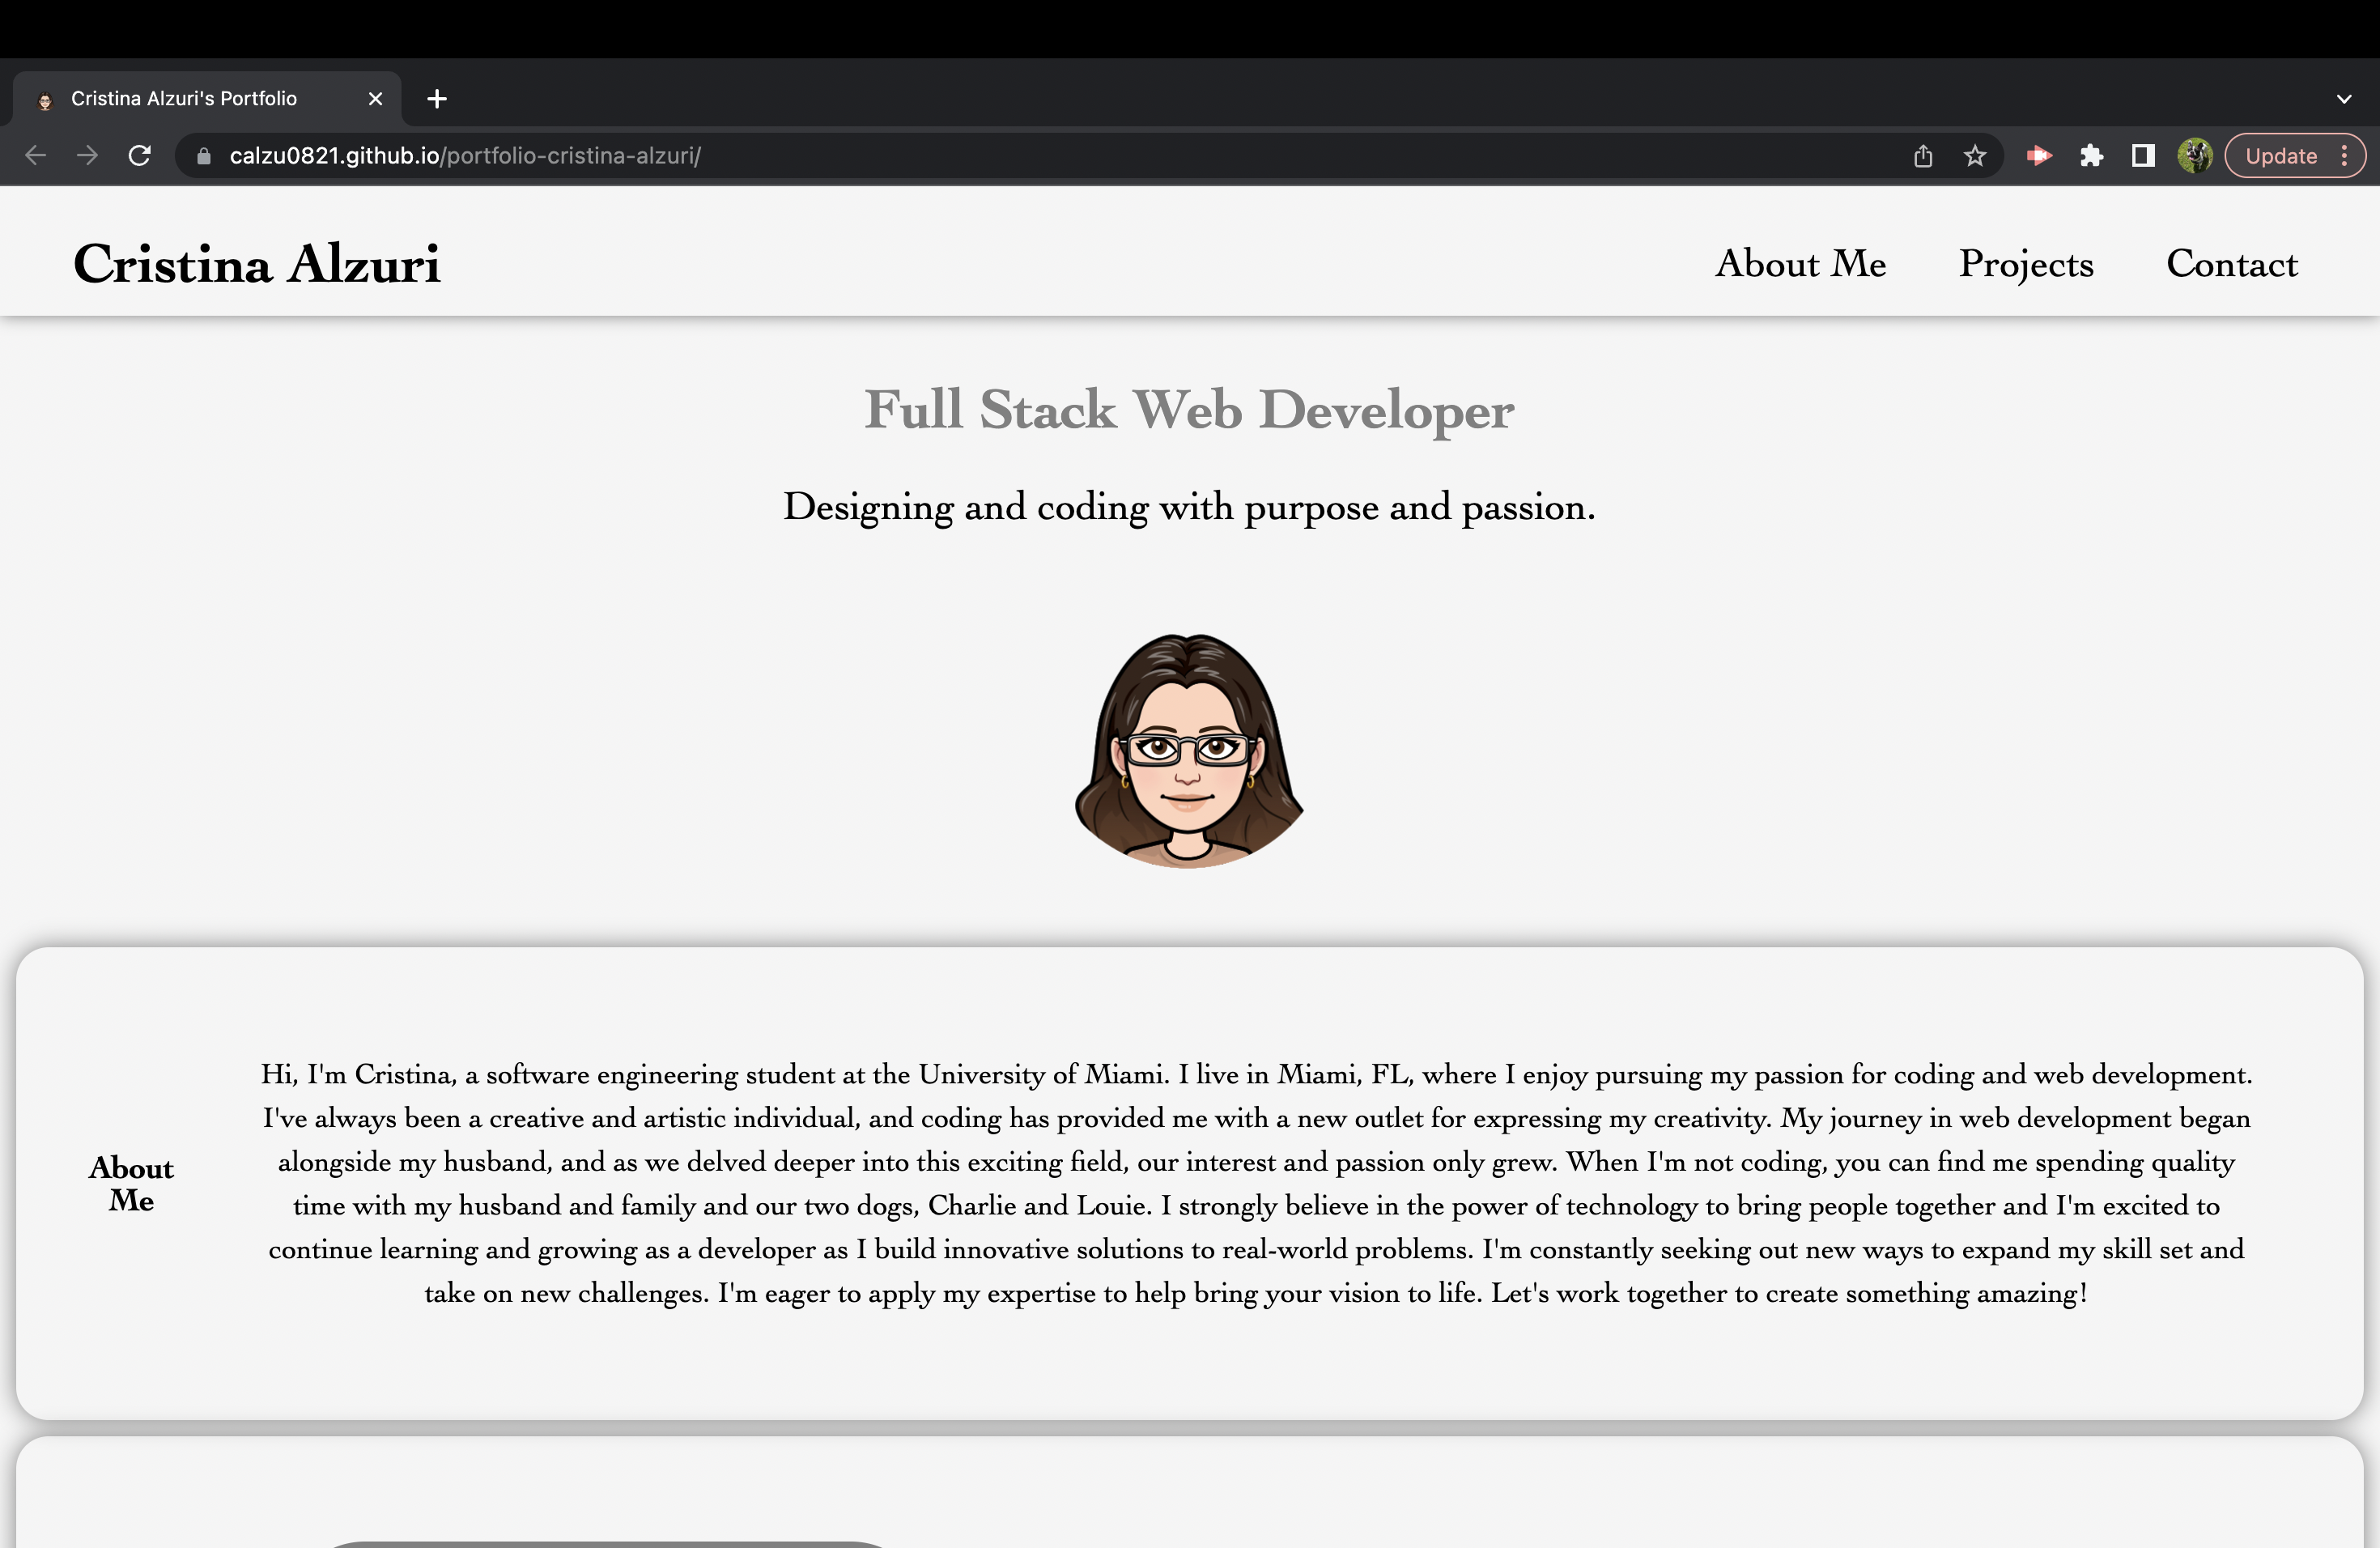 Cristina Alzuri's Portfolio
calzu0821.github.io/portfolio-cristina-alzuri/
Update
Cristina Alzuri
About Me
Projects
Contact
Full Stack Web Developer
Designing and coding with purpose and passion.
About
Me
Hi, I'm Cristina, a software engineering student at the University of Miami. I live in Miami, FL, where I enjoy pursuing my passion for coding and web development.
I've always been a creative and artistic individual, and coding has provided me with a new outlet for expressing my creativity. My journey in web development began
alongside my husband, and as we delved deeper into this exciting field, our interest and passion only grew. When I'm not coding, you can find me spending quality
time with my husband and family and our two dogs, Charlie and Louie. I strongly believe in the power of technology to bring people together and I'm excited to
continue learning and growing as a developer as I build innovative solutions to real-world problems. I'm constantly seeking out new ways to expand my skill set and
take on new challenges. I'm eager to apply my expertise to help bring your vision to life. Let's work together to create something amazing!